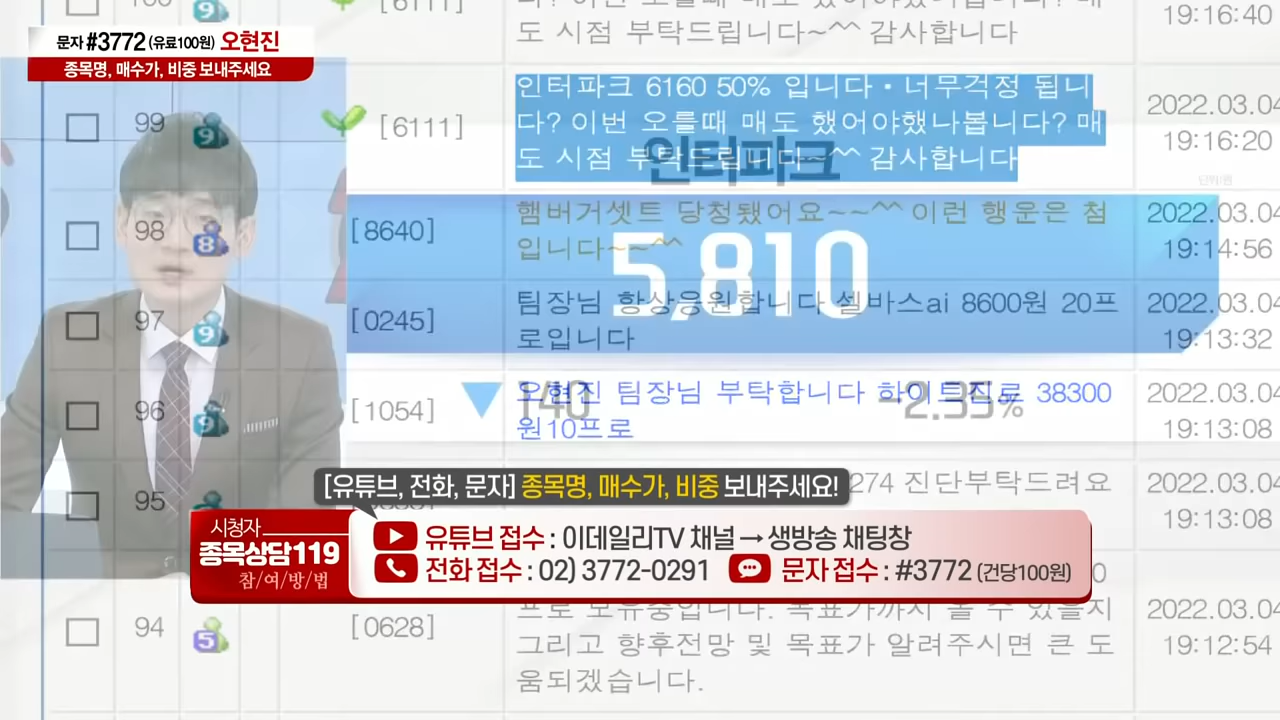 [6111]
도 시점 부탁드립니다~^^ 감사합니다
19:16:40
문자 #3772 (유료100원) 오현진
종목명, 매수가, 비중 보내주세요
99
9
[6111]
인터파크 6160 50% 입니다·너무걱정 됩니
다? 이번 오를때 매도 했어야했나봅니다? 매
도 시점 부탁드립니다~^^ 감사합니다
2022.03.04
19:16:20
인터파크
단위/원
98
8
[8640]
햄버거셋트 당청됐어요~~^^ 이런 행운은 첨
입니다~~^^
2022.03.04
19:14:56
5,810
97
9
[0245]
팀장님 항상응원합니다 셀바스ai 8600원 20프
로입니다
2022.03.04
19:13:32
96
9
[1054]
오현진 팀장님 부탁합니다 하이트진로 38300
원10프로
2022.03.04
19:13:08
▼ 140
-2.35%
95
274 진단부탁드려요
2022.03.04
19:13:08
[유튜브, 전화, 문자] 종목명, 매수가, 비중 보내주세요!
시청자
종목상담119
참/여/방/법
유튜브 접수 : 이데일리TV 채널 → 생방송 채팅창
전화 접수 : 02) 3772-0291
문자 접수 : #3772 (건당100원)
94
5
[0628]
프로 보유중입니다. 목표가까지 볼 수 있을지
그리고 향후전망 및 목표가 알려주시면 큰 도
움되겠습니다.
2022.03.04
19:12:54